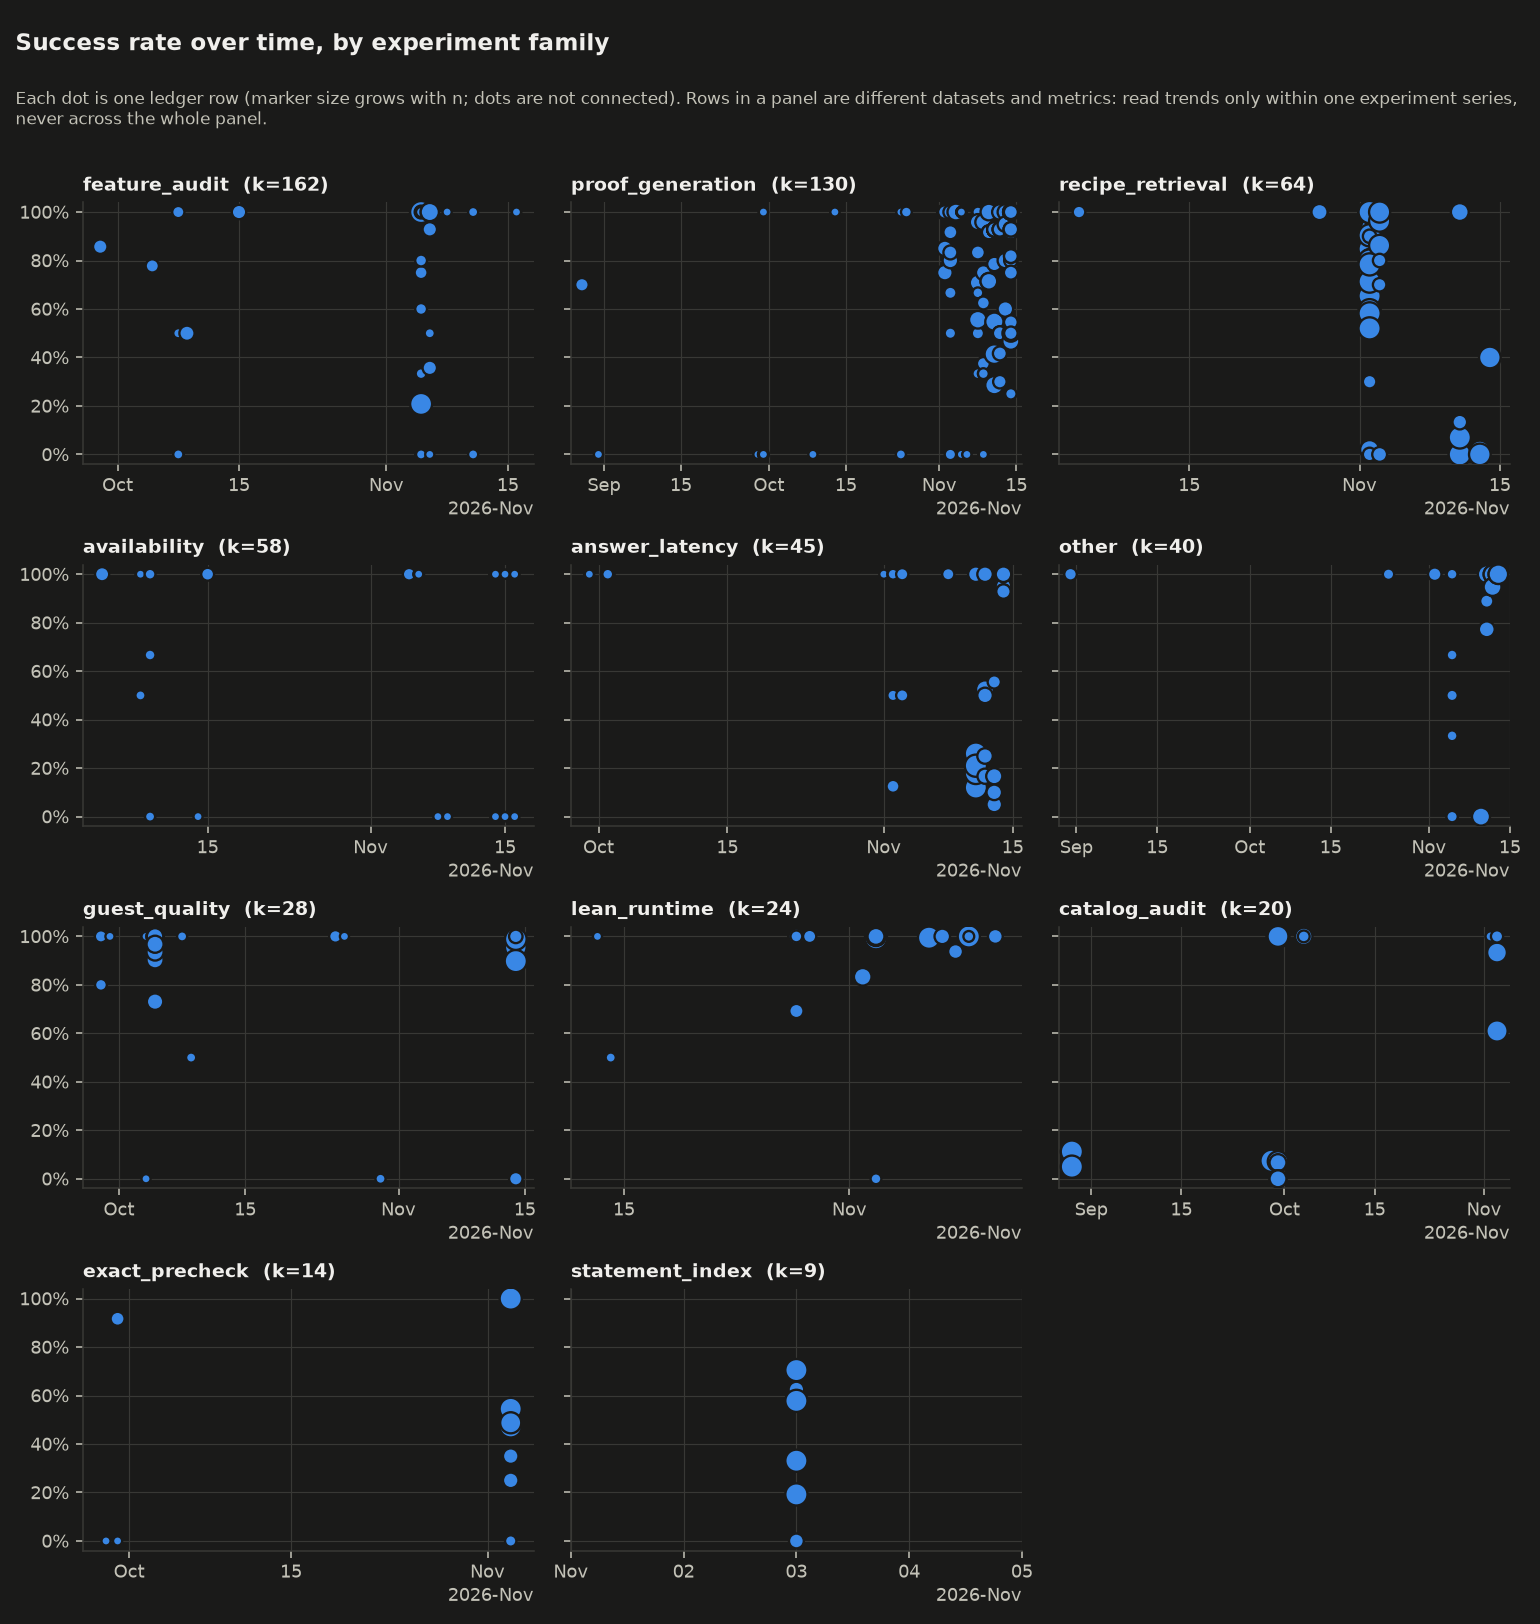 Success rate over time, by experiment family
Each dot is one ledger row (marker size grows with n; dots are not connected). Rows in a panel are different datasets and metrics: read trends only within one experiment series,
never across the whole panel.
feature_audit (k=162)
100%
80%
60%
40%
20%
0%
Oct
15
Nov
15
2026-Nov
proof_generation (k=130)
Sep
15
Oct
15
Nov
15
2026-Nov
recipe_retrieval (k=64)
15
Nov
15
2026-Nov
availability (k=58)
100%
80%
60%
40%
20%
0%
15
Nov
15
2026-Nov
answer_latency (k=45)
Oct
15
Nov
15
2026-Nov
other (k=40)
Sep
15
Oct
15
Nov
15
2026-Nov
guest_quality (k=28)
100%
80%
60%
40%
20%
0%
Oct
15
Nov
15
2026-Nov
lean_runtime (k=24)
15
Nov
2026-Nov
catalog_audit (k=20)
Sep
15
Oct
15
Nov
2026-Nov
exact_precheck (k=14)
100%
80%
60%
40%
20%
0%
Oct
15
Nov
2026-Nov
statement_index (k=9)
Nov
02
03
04
05
2026-Nov